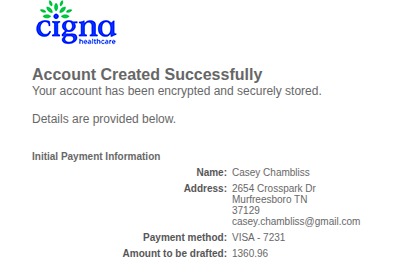 cigna
healthcare
Account Created Successfully
Your account has been encrypted and securely stored.
Details are provided below.
Initial Payment Information
Name: Casey Chambliss
Address: 2654 Crosspark Dr
Murfreesboro TN
37129
casey.chambliss@gmail.com
Payment method: VISA - 7231
Amount to be drafted: 1360.96